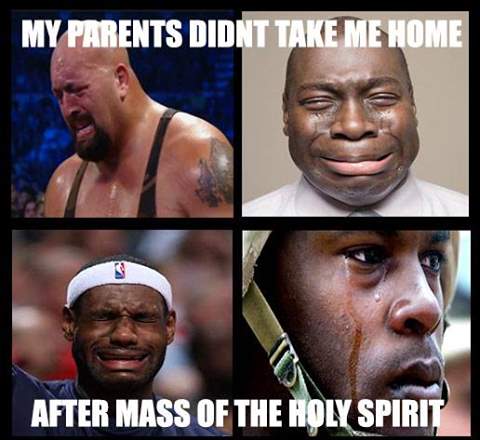 MY PARENTS DIDNT TAKE ME HOME
AFTER MASS OF THE HOLY SPIRIT